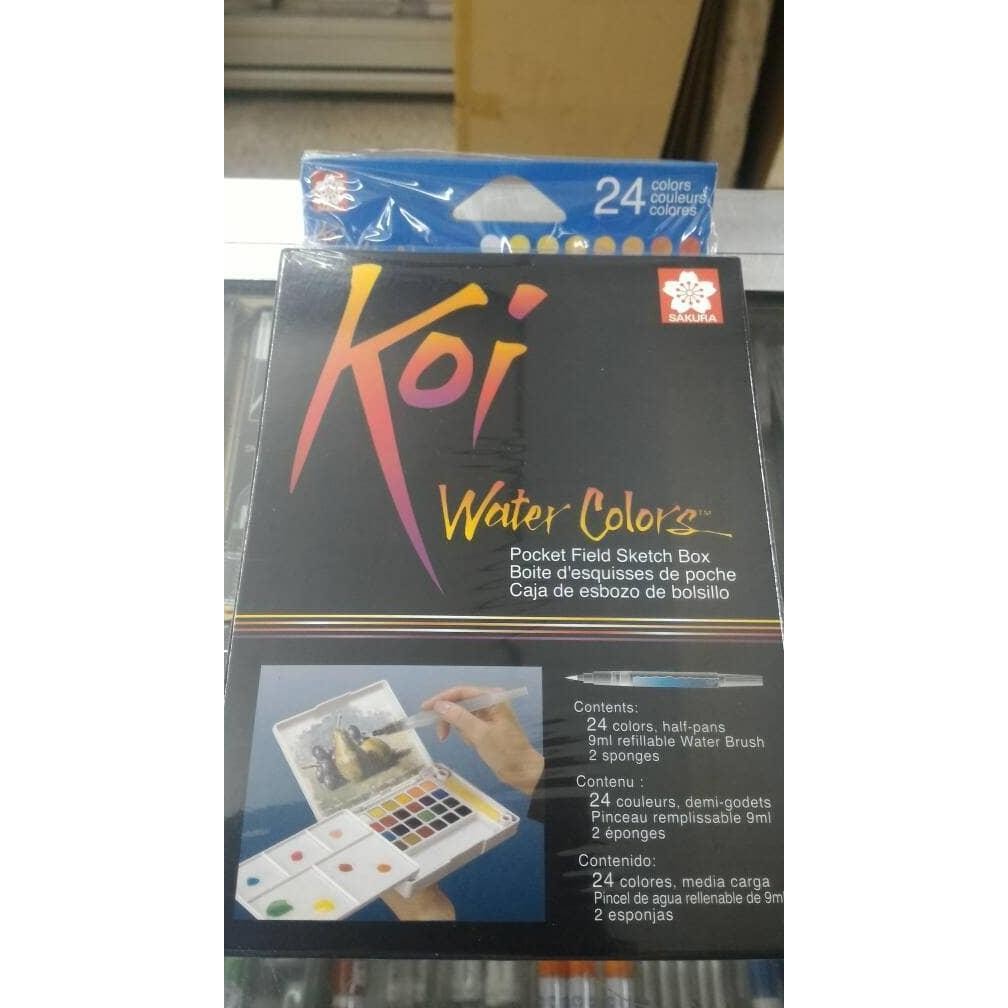 24 colors
couleurs
colores
Koi
SAKURA
Water Colors™
Pocket Field Sketch Box
Boite d'esquisses de poche
Caja de esbozo de bolsillo
Contents:
24 colors, half-pans
9ml refillable Water Brush
2 sponges
Contenu :
24 couleurs, demi-godets
Pinceau remplissable 9ml
2 éponges
Contenido:
24 colores, media carga
Pincel de agua rellenable de 9ml
2 esponjas